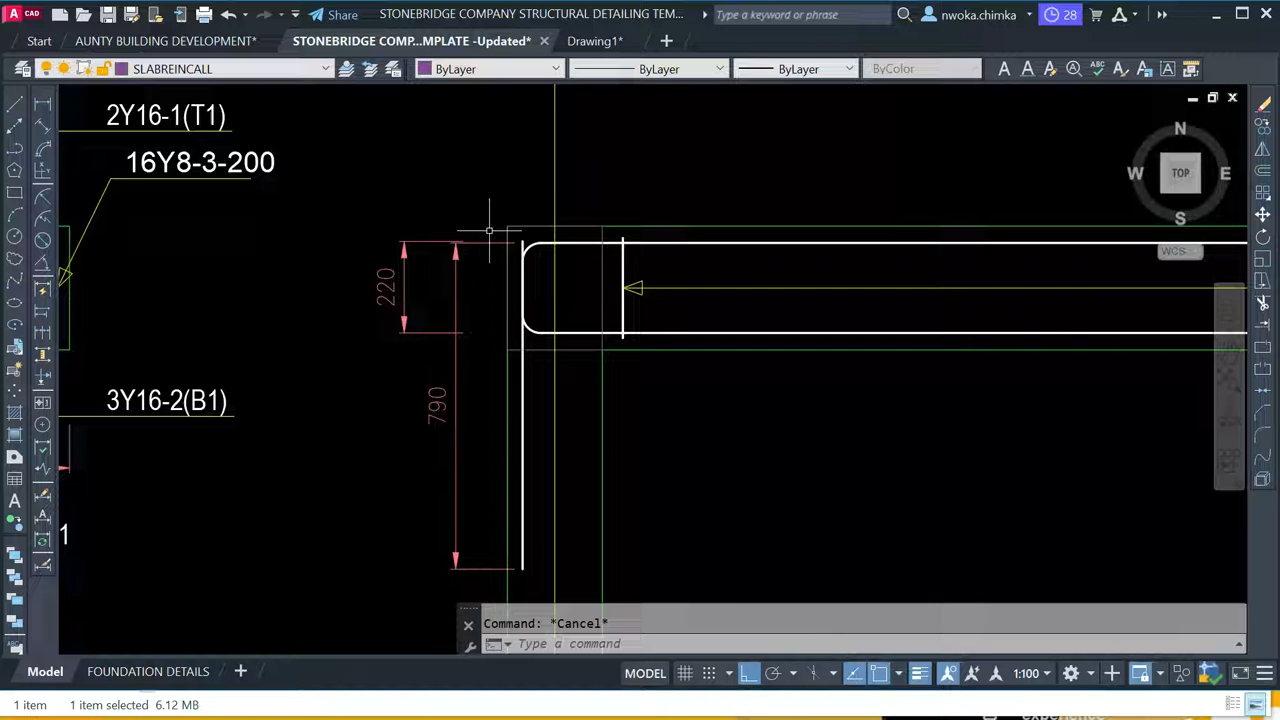 CAD
Share
STONEBRIDGE COMPANY STRUCTURAL DETAILING TEM...
Type a keyword or phrase
nwoka.chimka
28
Start
AUNTY BUILDING DEVELOPMENT*
STONEBRIDGE COMP...MPLATE -Updated*
Drawing1*
SLABREINCALL
ByLayer
ByLayer
ByLayer
ByColor
2Y16-1(T1)
16Y8-3-200
N
W
TOP
E
S
WCS
220
790
3Y16-2(B1)
1
Command: *Cancel*
Type a command
Model
FOUNDATION DETAILS
MODEL
1:100
1 item
1 item selected 6.12 MB